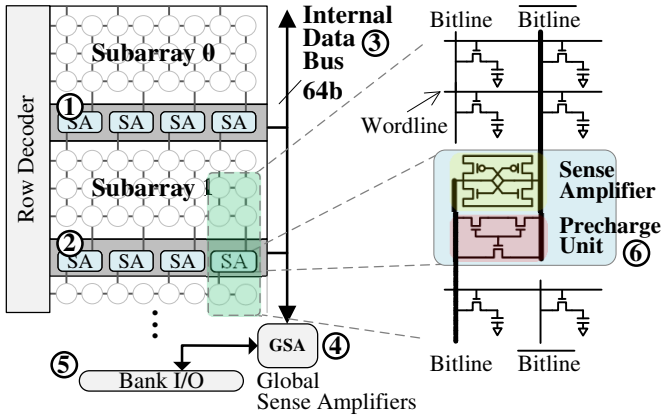 Row Decoder
Subarray 0
①
SA SA SA SA
Subarray 1
②
SA SA SA SA
Internal
Data
Bus
③
64b
GSA
④
Global
Sense Amplifiers
⑤
Bank I/O
Bitline
Bitline
Wordline
Sense
Amplifier
Precharge
Unit
⑥
Bitline
Bitline